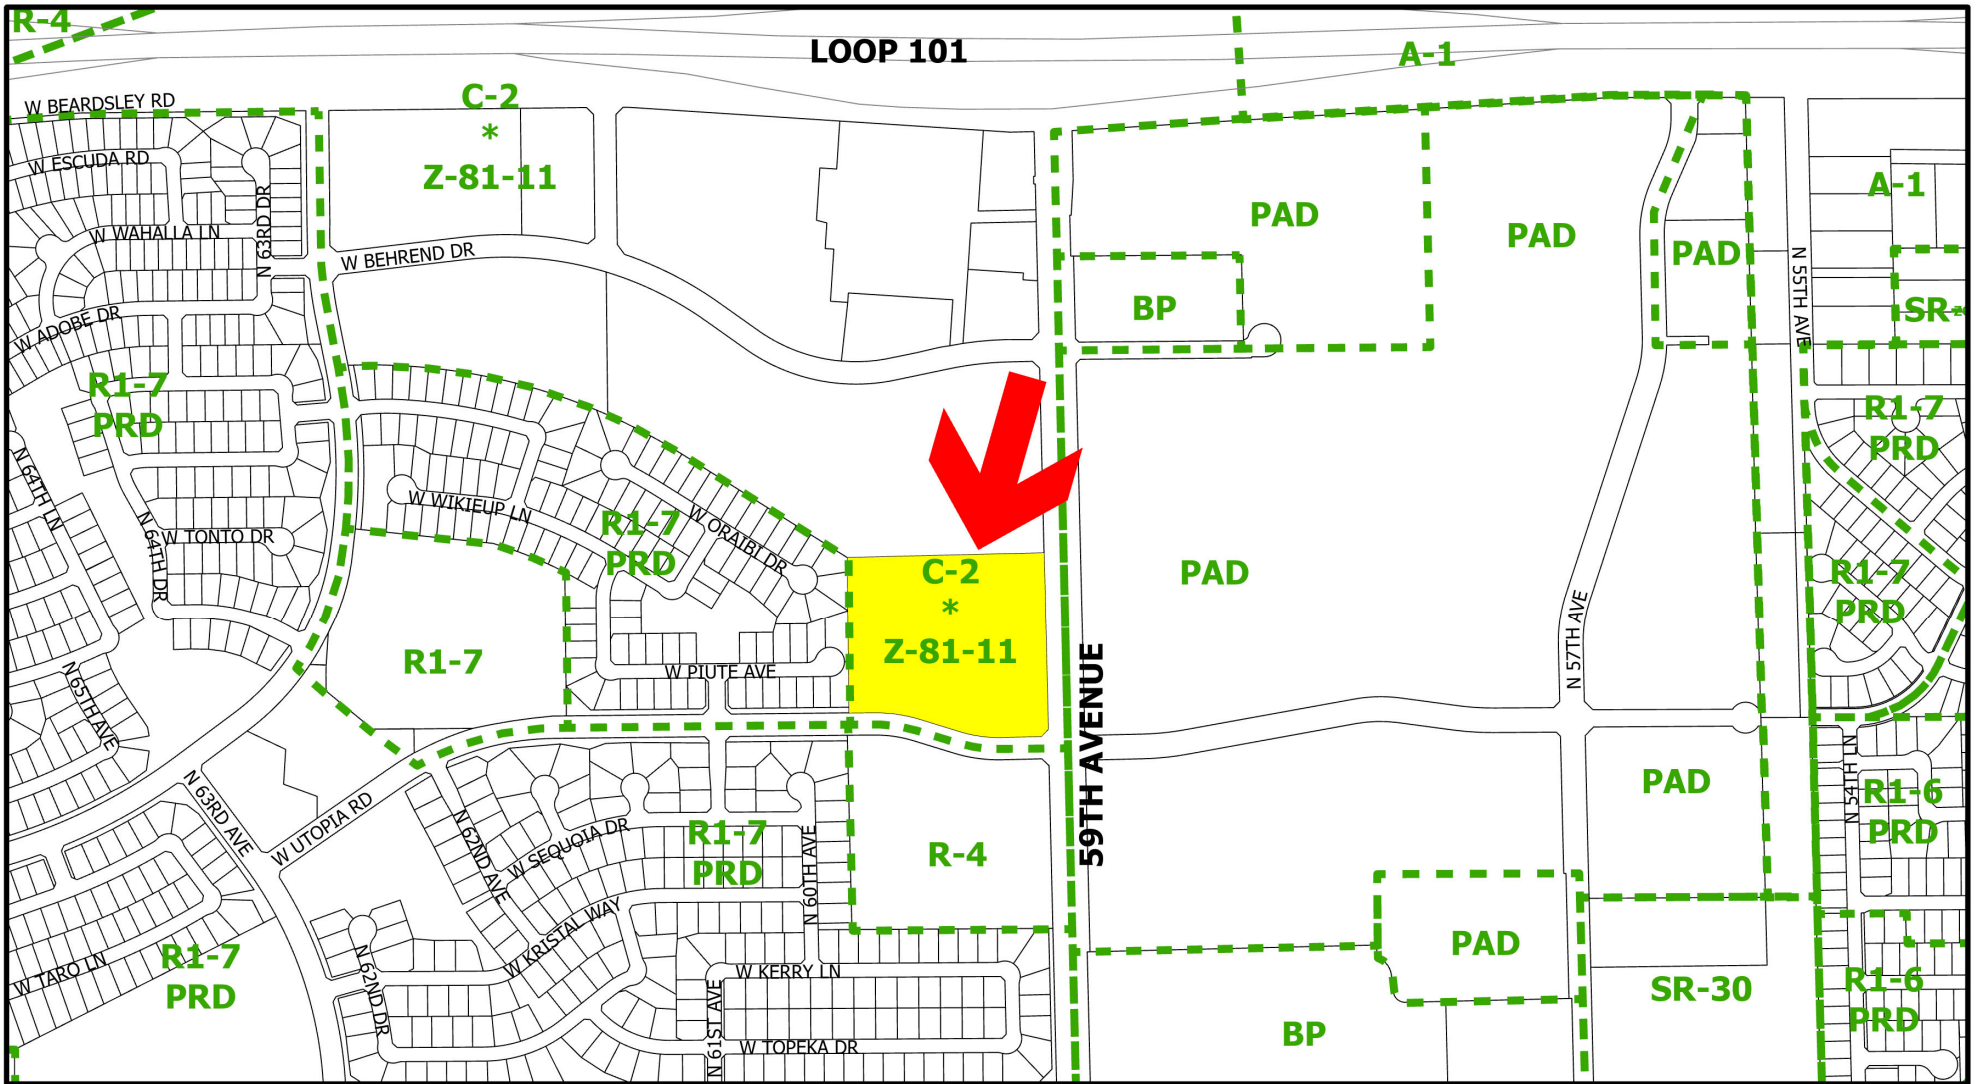 R-4
LOOP 101
A-1
W BEARDSLEY RD
C-2
*
Z-81-11
W ESCUDA RD
N 63RD DR
W WAHALLA LN
W BEHREND DR
W ADOBE DR
PAD
PAD
PAD
BP
N 55TH AVE
A-1
SR-
R1-7
PRD
R1-7
PRD
N 64TH LN
N 64TH DR
W TONTO DR
W WIKIEUP LN
R1-7
PRD
W ORAIBI DR
C-2
*
Z-81-11
PAD
N 57TH AVE
R1-7
PRD
R1-7
W PIUTE AVE
N 65TH AVE
59TH AVENUE
N 63RD AVE
W UTOPIA RD
N 62ND AVE
W SEQUOIA DR
R1-7
PRD
N 60TH AVE
R-4
PAD
N 54TH LN
R1-6
PRD
W KRISTAL WAY
W TARO LN
R1-7
PRD
N 62ND DR
W KERRY LN
N 61ST AVE
W TOPEKA DR
PAD
BP
SR-30
R1-6
PRD